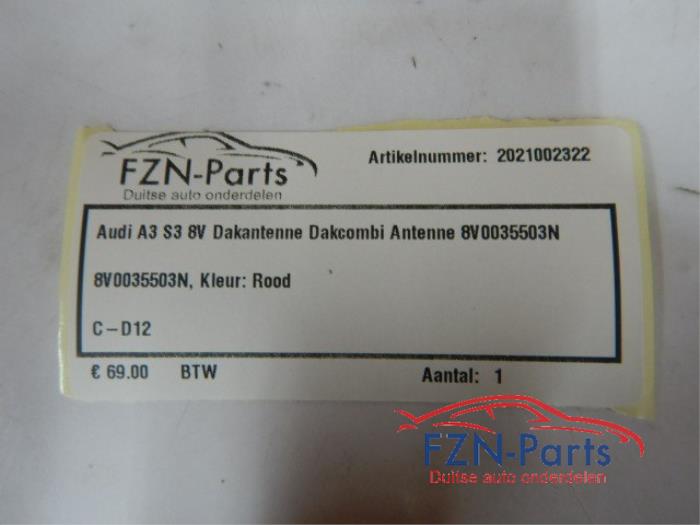 FZN-Parts
Duitse auto onderdelen
Artikelnummer: 2021002322
Audi A3 S3 8V Dakantenne Dakcombi Antenne 8V0035503N
8V0035503N, Kleur: Rood
C-D12
€ 69.00 BTW Aantal: 1
FZN-Parts
Duitse auto onderdelen